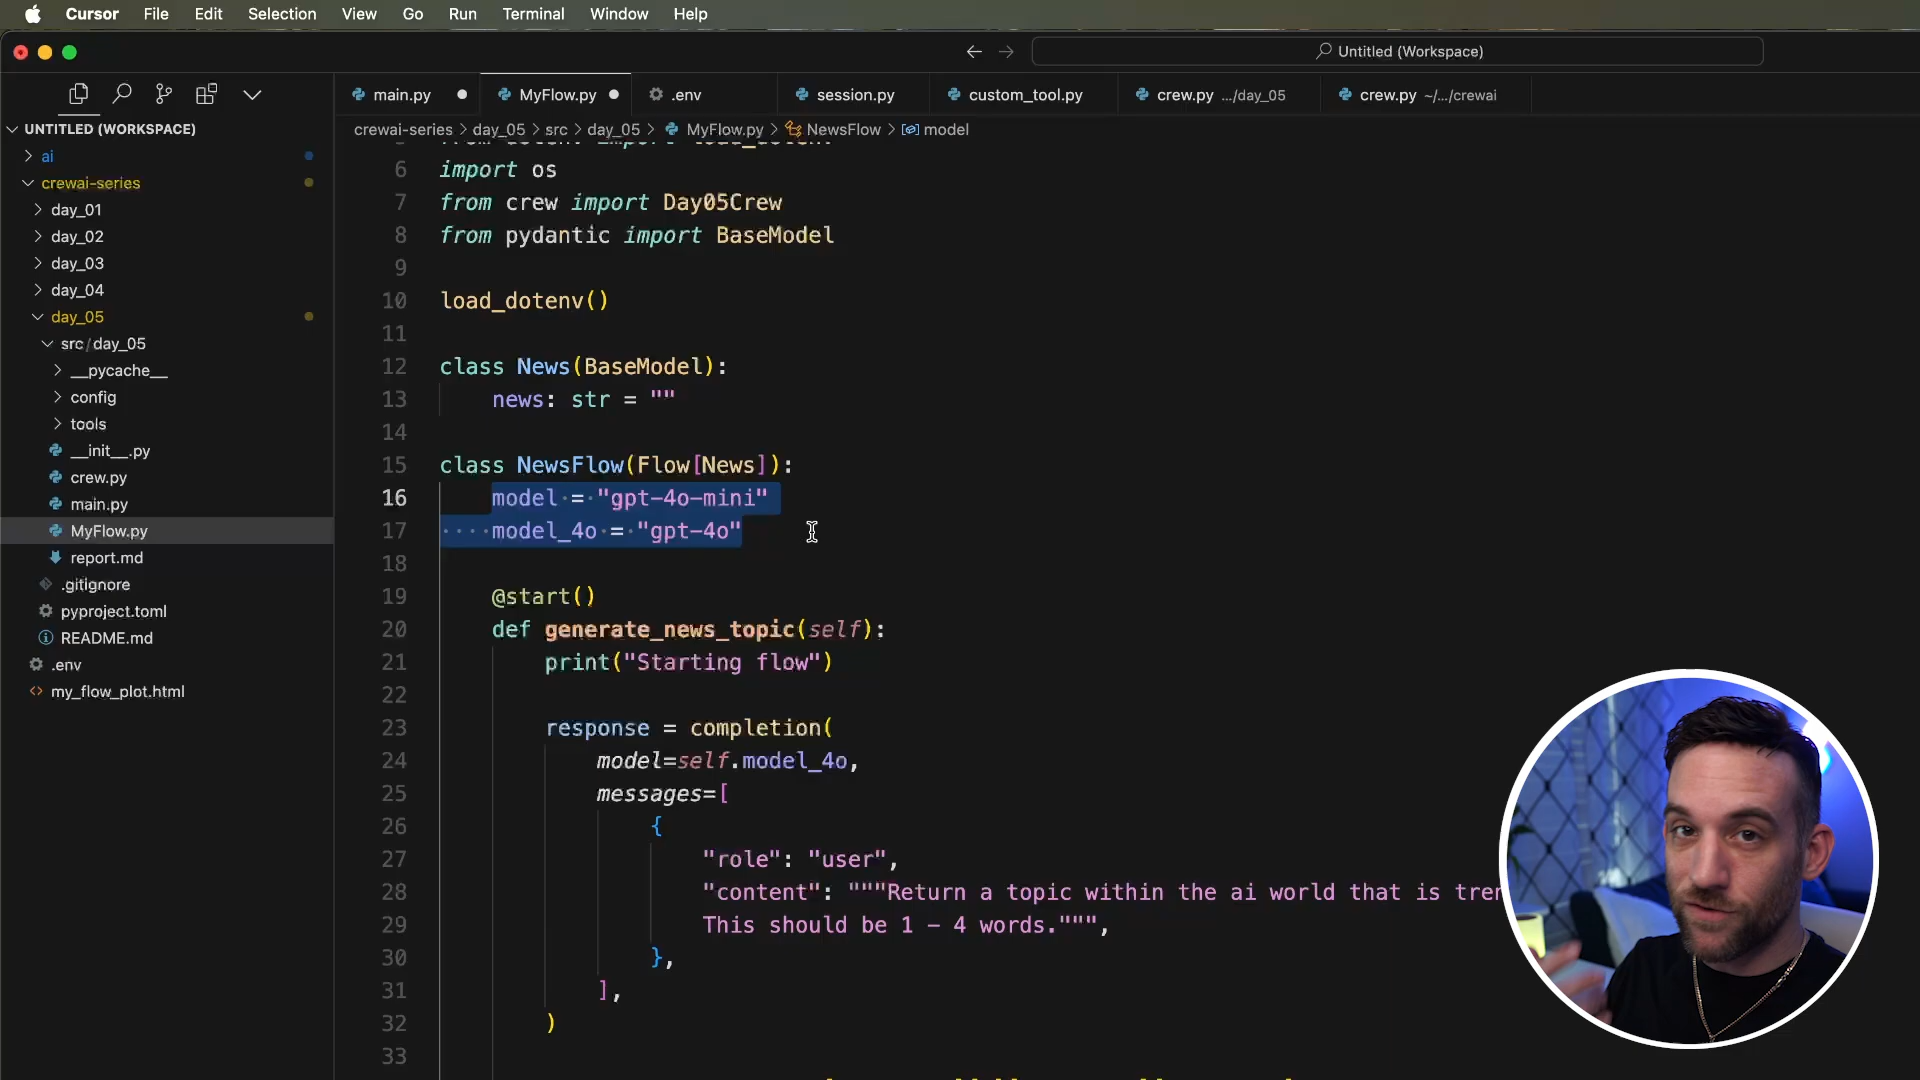 Cursor File Edit Selection View Go Run Terminal Window Help
Untitled (Workspace)
main.py MyFlow.py .env session.py custom_tool.py crew.py .../day_05 crew.py ~/.../crewai
crewai-series > day_05 > src > day_05 > MyFlow.py > NewsFlow > model
UNTITLED (WORKSPACE)
ai
crewai-series
day_01
day_02
day_03
day_04
day_05
src/day_05
__pycache__
config
tools
__init__.py
crew.py
main.py
MyFlow.py
report.md
.gitignore
pyproject.toml
README.md
.env
my_flow_plot.html
6 import os
7 from crew import Day05Crew
8 from pydantic import BaseModel
9
10 load_dotenv()
11
12 class News(BaseModel):
13 news: str = ""
14
15 class NewsFlow(Flow[News]):
16 model = "gpt-4o-mini"
17 model_4o = "gpt-4o"
18
19 @start()
20 def generate_news_topic(self):
21 print("Starting flow")
22
23 response = completion(
24 model=self.model_4o,
25 messages=[
26 {
27 "role": "user",
28 "content": """Return a topic within the ai world that is tren
29 This should be 1 - 4 words.""",
30 },
31 ],
32 )
33